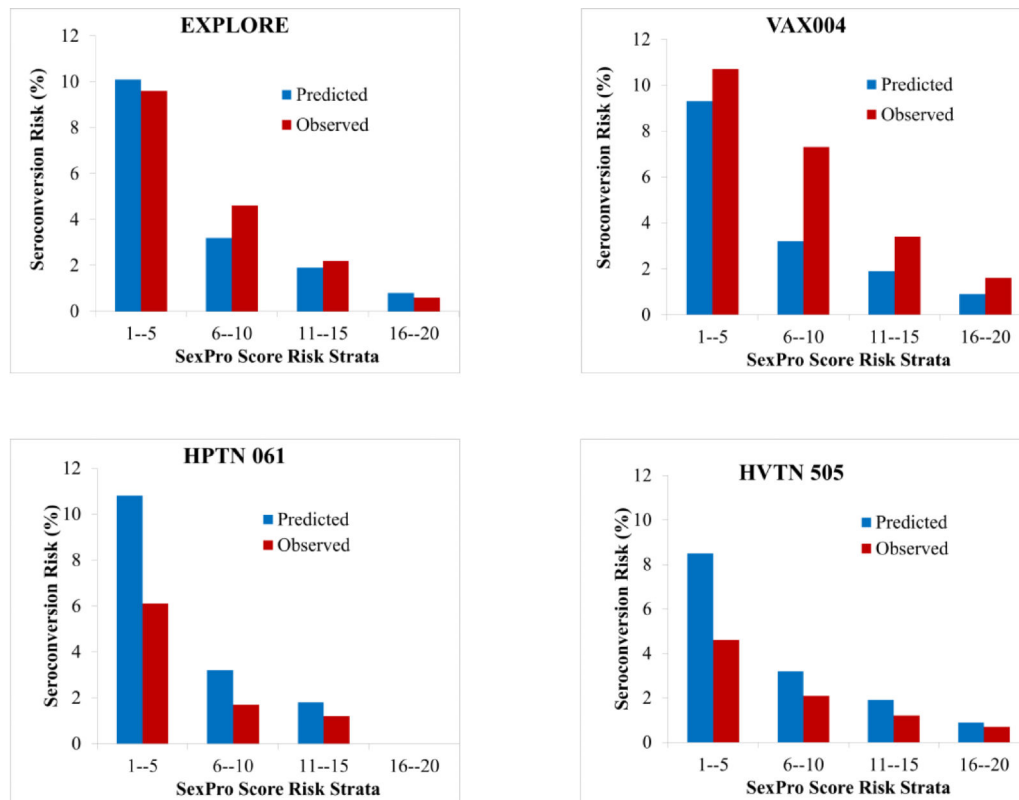 EXPLORE
12
10
8
6
4
2
0
Seroconversion Risk (%)
Predicted
Observed
1--5 6--10 11--15 16--20
SexPro Score Risk Strata
VAX004
12
10
8
6
4
2
0
Seroconversion Risk (%)
Predicted
Observed
1--5 6--10 11--15 16--20
SexPro Score Risk Strata
HPTN 061
12
10
8
6
4
2
0
Seroconversion Risk (%)
Predicted
Observed
1--5 6--10 11--15 16--20
SexPro Score Risk Strata
HVTN 505
12
10
8
6
4
2
0
Seroconversion Risk (%)
Predicted
Observed
1--5 6--10 11--15 16--20
SexPro Score Risk Strata